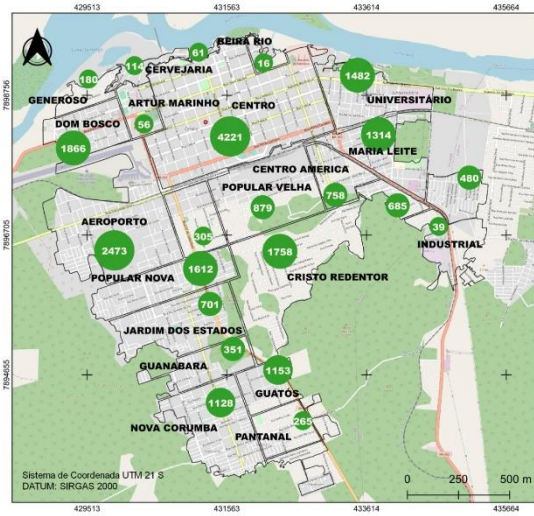 429513 431563 433614 435664
BEIRA RIO
61
114 CERVEJARIA 16
180 1482
GENEROSO ARTUR MARINHO CENTRO UNIVERSITÁRIO
7898756
DOM BOSCO 56
1866 4221 1314
MARIA LEITE
CENTRO AMERICA
POPULAR VELHA 758 480
879 685
AEROPORTO 305 39
7896705
INDUSTRIAL
2473 1612 1758
POPULAR NOVA CRISTO REDENTOR
701
JARDIM DOS ESTADOS
351
GUANABARA 1153
7894655
GUATÓS
1128
NOVA CORUMBA 265
PANTANAL
Sistema de Coordenada UTM 21 S
DATUM: SIRGAS 2000
0 250 500 m
429513 431563 433614 435664